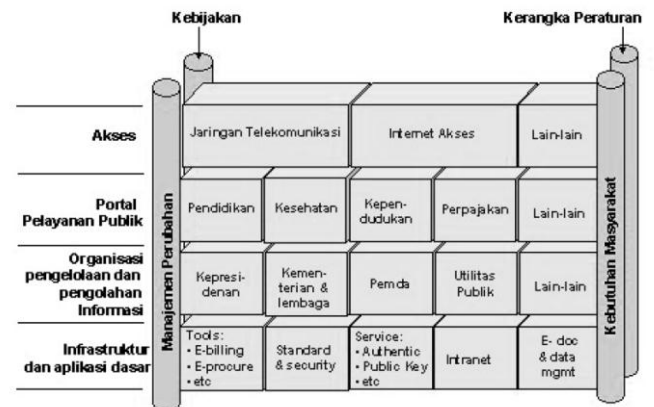 Kebijakan
Kerangka Peraturan
Akses
Jaringan Telekomunikasi
Internet Akses
Lain-lain
Portal
Pelayanan Publik
Pendidikan
Kesehatan
Kepen-
dudukan
Perpajakan
Lain-lain
Organisasi
pengelolaan dan
pengolahan
Informasi
Kepresi-
denan
Kemen-
terian &
lembaga
Pemda
Utilitas
Publik
Lain-lain
Infrastruktur
dan aplikasi dasar
Tools:
• E-billing
• E-procure
• etc
Standard
& security
Service:
• Authentic
• Public Key
• etc
Intranet
E- doc
& data
mgmt
Manajemen Perubahan
Kebutuhan Masyarakat